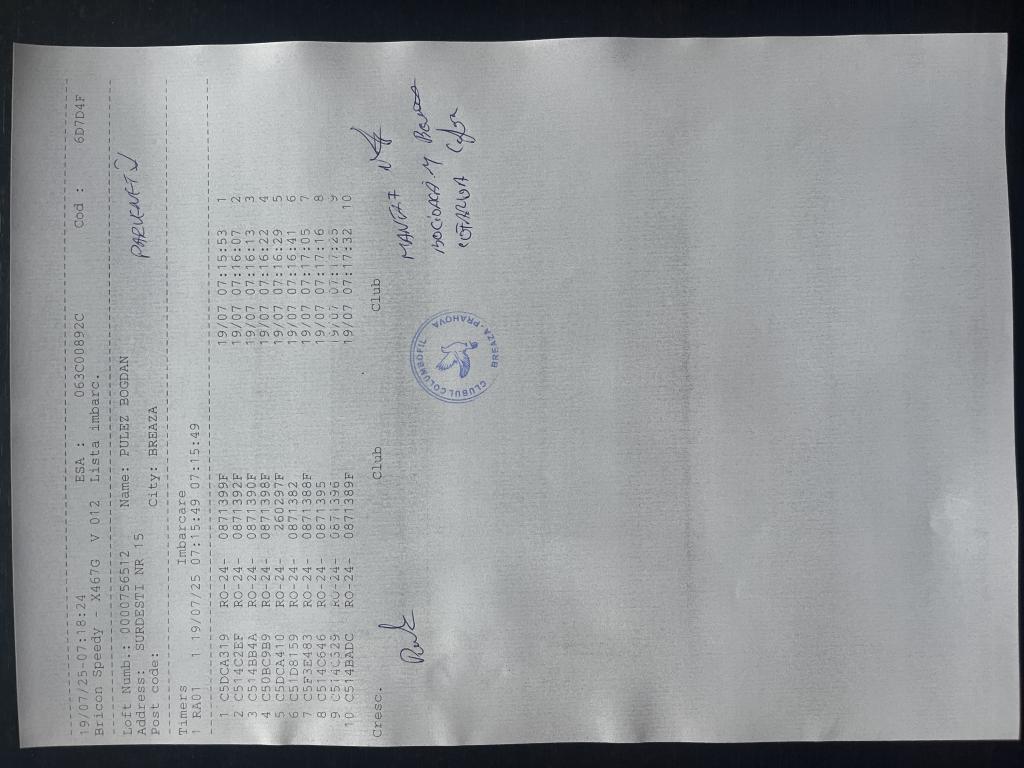 19/07/25-07:18:24 ESA : 063C00892C Cod : 6D7D4F
Bricon Speedy - X467G V 012 Lista imbarc.
Loft Numb.: 0000756512 Name: PULEZ BOGDAN
Address: SURDESTI NR 15 City: BREAZA
Post code:
Timers Imbarcare
1 RA01 1 19/07/25 07:15:49 07:15:49
1 C5DCA319 RO-24- 0871399F 19/07 07:15:53 1
2 C514C2EF RO-24- 0871392F 19/07 07:16:07 2
3 C514BB4A RO-24- 0871390F 19/07 07:16:13 3
4 C50BC9B9 RO-24- 0871398F 19/07 07:16:22 4
5 C5DCA410 RO-24- 260297F 19/07 07:16:29 5
6 C51D8159 RO-24- 0871382 19/07 07:16:41 6
7 C5F3E483 RO-24- 0871388F 19/07 07:17:05 7
8 C514C646 RO-24- 0871395 19/07 07:17:16 8
9 C514C329 RO-24- 0871396 19/07 07:17:25 9
10 C514BADC RO-24- 0871389F 19/07 07:17:32 10
Cresc. Club Club
CLUBUL COLUMBOFIL
BREAZA-PRAHOVA